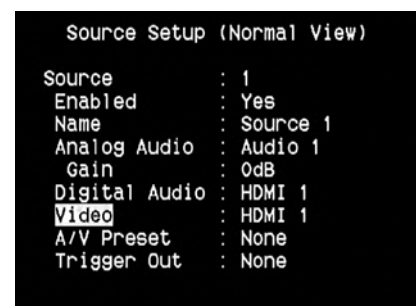 Source Setup (Normal View)
Source : 1
Enabled : Yes
Name : Source 1
Analog Audio : Audio 1
Gain : 0dB
Digital Audio : HDMI 1
Video : HDMI 1
A/V Preset : None
Trigger Out : None